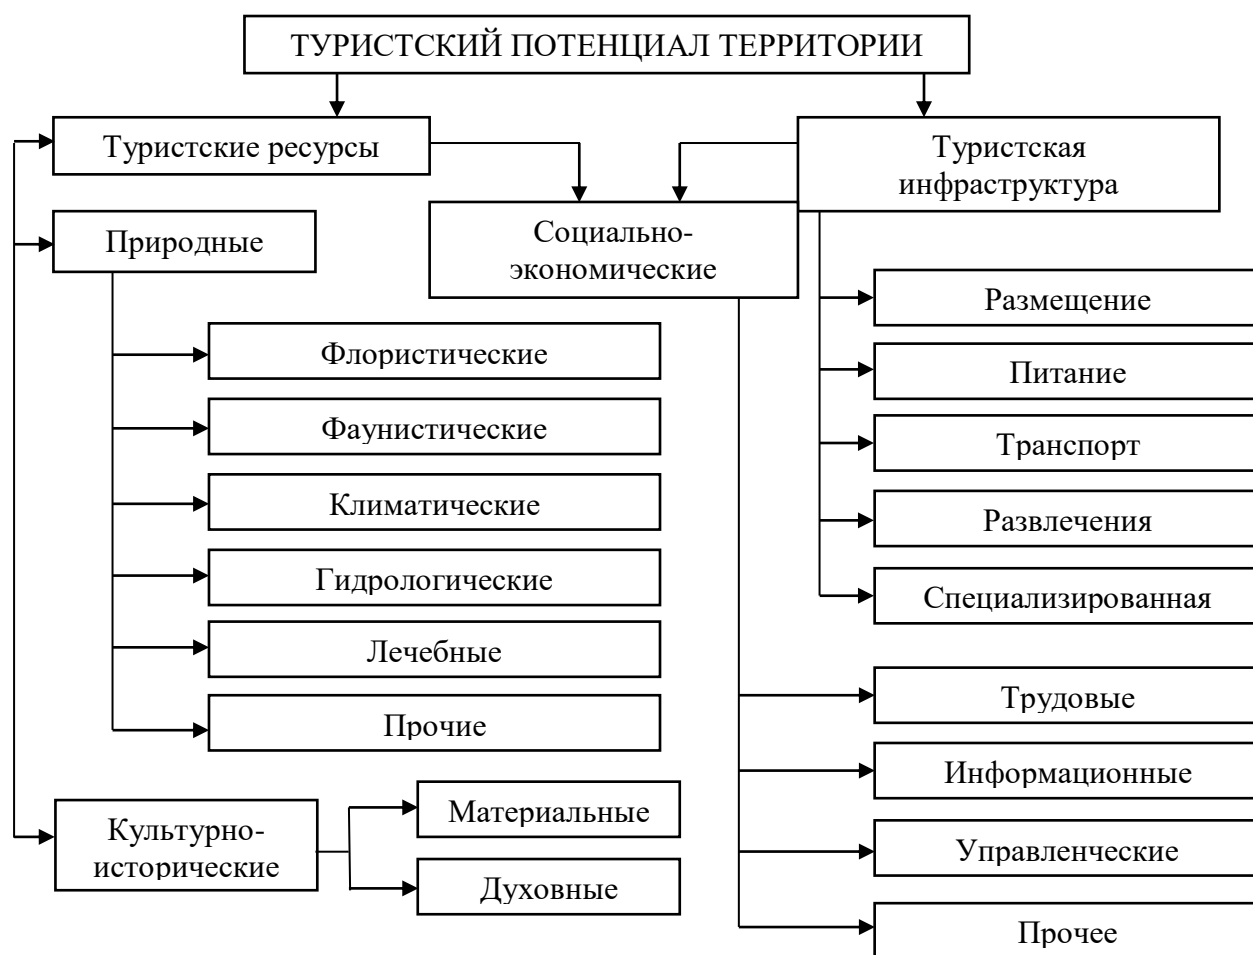 ТУРИСТСКИЙ ПОТЕНЦИАЛ ТЕРРИТОРИИ
Туристские ресурсы
Туристская
инфраструктура
Природные
Социально-
экономические
Размещение
Флористические
Питание
Фаунистические
Транспорт
Климатические
Развлечения
Гидрологические
Специализированная
Лечебные
Трудовые
Прочие
Информационные
Материальные
Культурно-
исторические
Управленческие
Духовные
Прочее